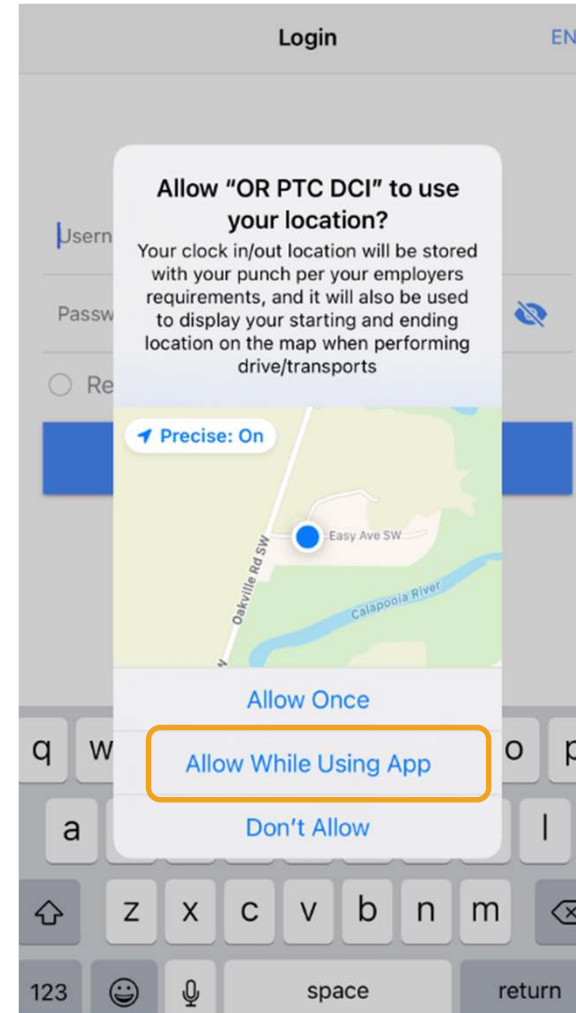 Login
EN
Allow “OR PTC DCI” to use
your location?
Your clock in/out location will be stored
with your punch per your employers
requirements, and it will also be used
to display your starting and ending
location on the map when performing
drive/transports
Usern
Passw
Re
Precise: On
Easy Ave SW
Oakville Rd SW
Calapooia River
Allow Once
Allow While Using App
Don’t Allow
q w o p
a l
z x c v b n m
123 space return